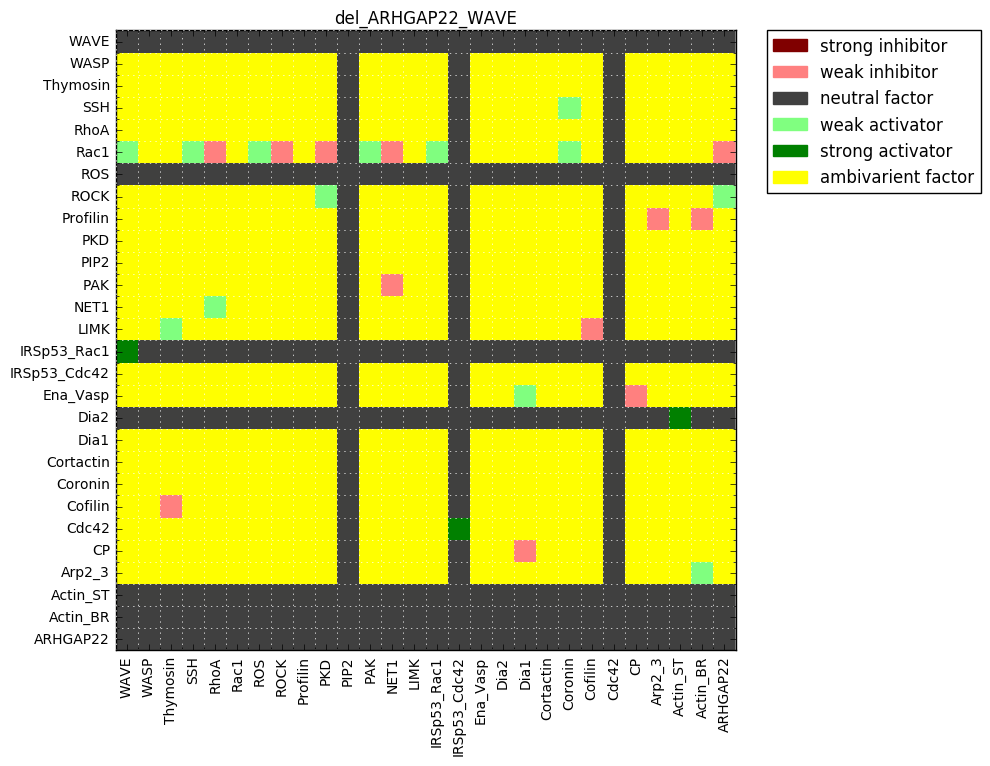 del_ARHGAP22_WAVE
WAVE
WASP
Thymosin
SSH
RhoA
Rac1
ROS
ROCK
Profilin
PKD
PIP2
PAK
NET1
LIMK
IRSp53_Rac1
IRSp53_Cdc42
Ena_Vasp
Dia2
Dia1
Cortactin
Coronin
Cofilin
Cdc42
CP
Arp2_3
Actin_ST
Actin_BR
ARHGAP22
WAVE
WASP
Thymosin
SSH
RhoA
Rac1
ROS
ROCK
Profilin
PKD
PIP2
PAK
NET1
LIMK
IRSp53_Rac1
IRSp53_Cdc42
Ena_Vasp
Dia2
Dia1
Cortactin
Coronin
Cofilin
Cdc42
CP
Arp2_3
Actin_ST
Actin_BR
ARHGAP22
strong inhibitor
weak inhibitor
neutral factor
weak activator
strong activator
ambivarient factor